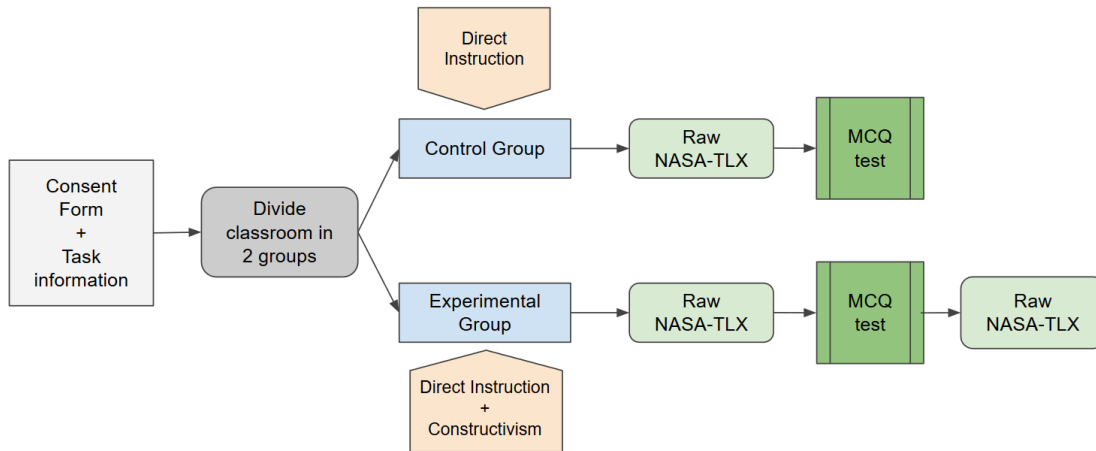 Direct
Instruction
Consent
Form
+
Task
information
Divide
classroom in
2 groups
Control Group
Raw
NASA-TLX
MCQ
test
Experimental
Group
Raw
NASA-TLX
MCQ
test
Raw
NASA-TLX
Direct Instruction
+
Constructivism